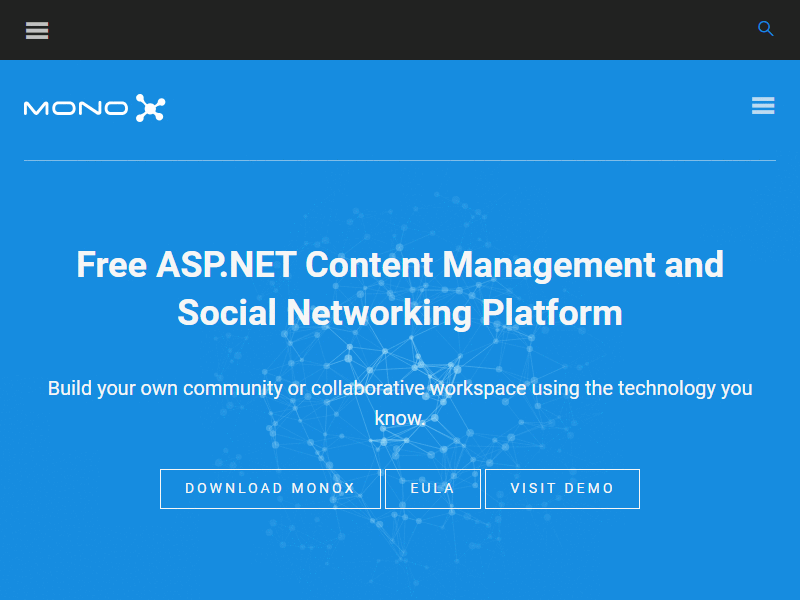 MONO X
Free ASP.NET Content Management and
Social Networking Platform
Build your own community or collaborative workspace using the technology you
know.
DOWNLOAD MONOX
EULA
VISIT DEMO